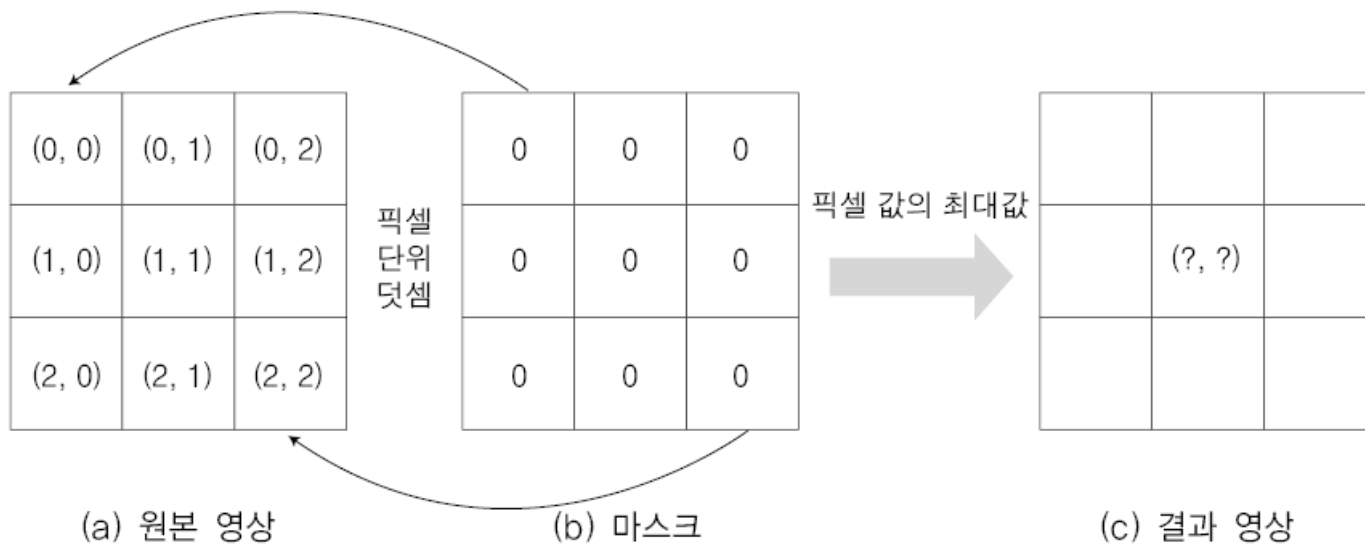 (0, 0) (0, 1) (0, 2)
(1, 0) (1, 1) (1, 2)
(2, 0) (2, 1) (2, 2)
픽셀
단위
덧셈
0 0 0
0 0 0
0 0 0
픽셀 값의 최대값
(?, ?)
(a) 원본 영상
(b) 마스크
(c) 결과 영상